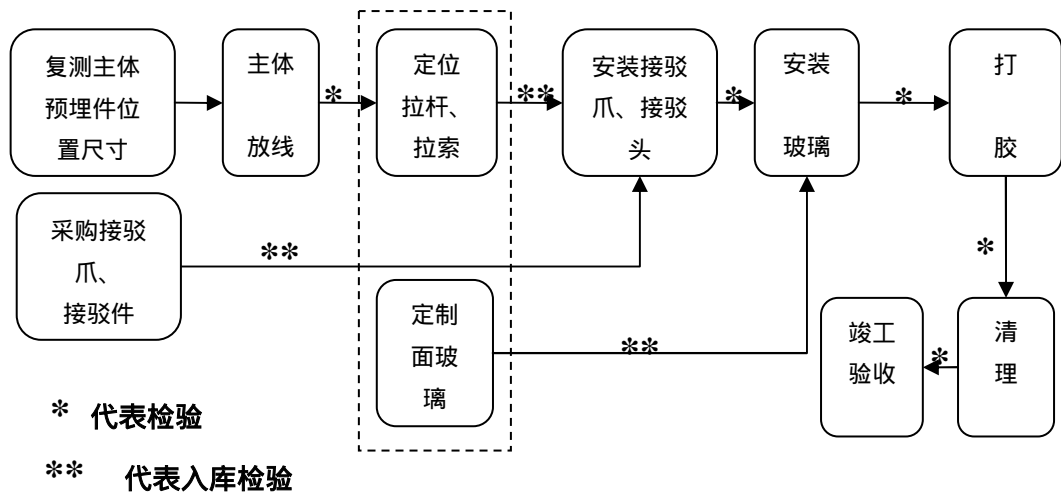 复测主体
预埋件位
置尺寸
主体
放线
*
定位
拉杆、
拉索
**
安装接驳
爪、接驳
头
*
安装
玻璃
*
打
胶
采购接驳
爪、
接驳件
**
*
定制
面玻
璃
**
竣工
验收
*
清
理
* 代表检验
** 代表入库检验